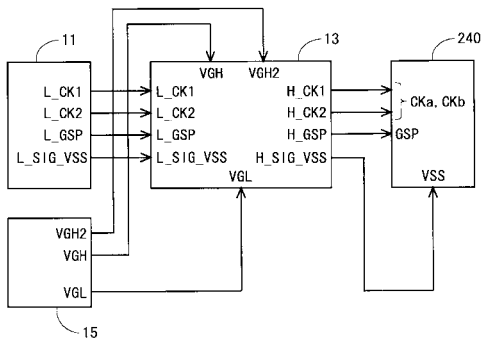 11
13
240
VGH VGH2
L_CK1 L_CK1 H_CK1
L_CK2 L_CK2 H_CK2 CKa, CKb
L_GSP L_GSP H_GSP GSP
L_SIG_VSS L_SIG_VSS H_SIG_VSS
VGL VSS
VGH2
VGH
VGL
15